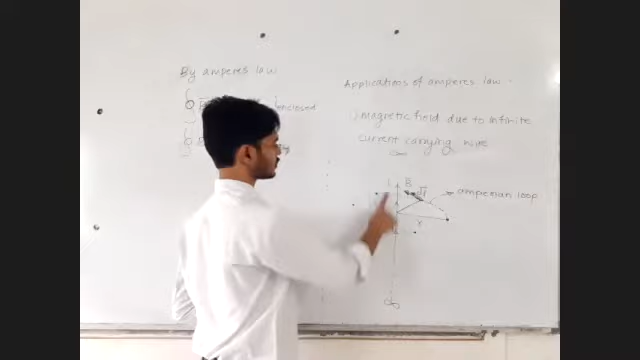 By amperes law
∮ B
enclosed
∮
Applications of amperes law -
1) magnetic field due to infinite
current carrying wire
∞
I
B
dl
amperian loop
r
∞